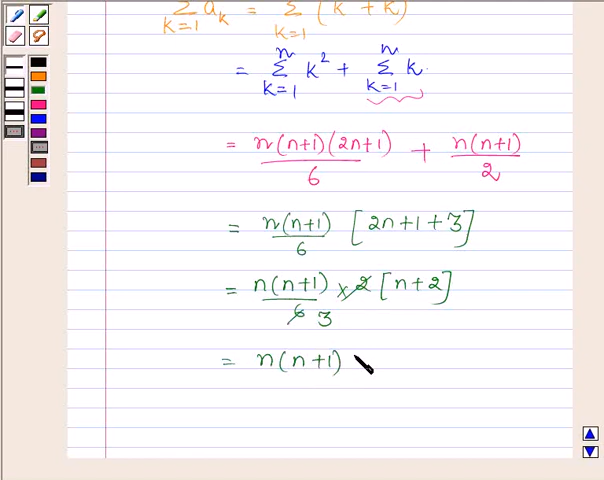 n∑k=1 aₖ = n∑k=1 (k² + k)
= n∑k=1 k² + n∑k=1 k.
= n(n+1)(2n+1)/6 + n(n+1)/2
= n(n+1)/6 [2n+1+3]
= n(n+1)/6 3 × 2 [n+2]
= n(n+1)